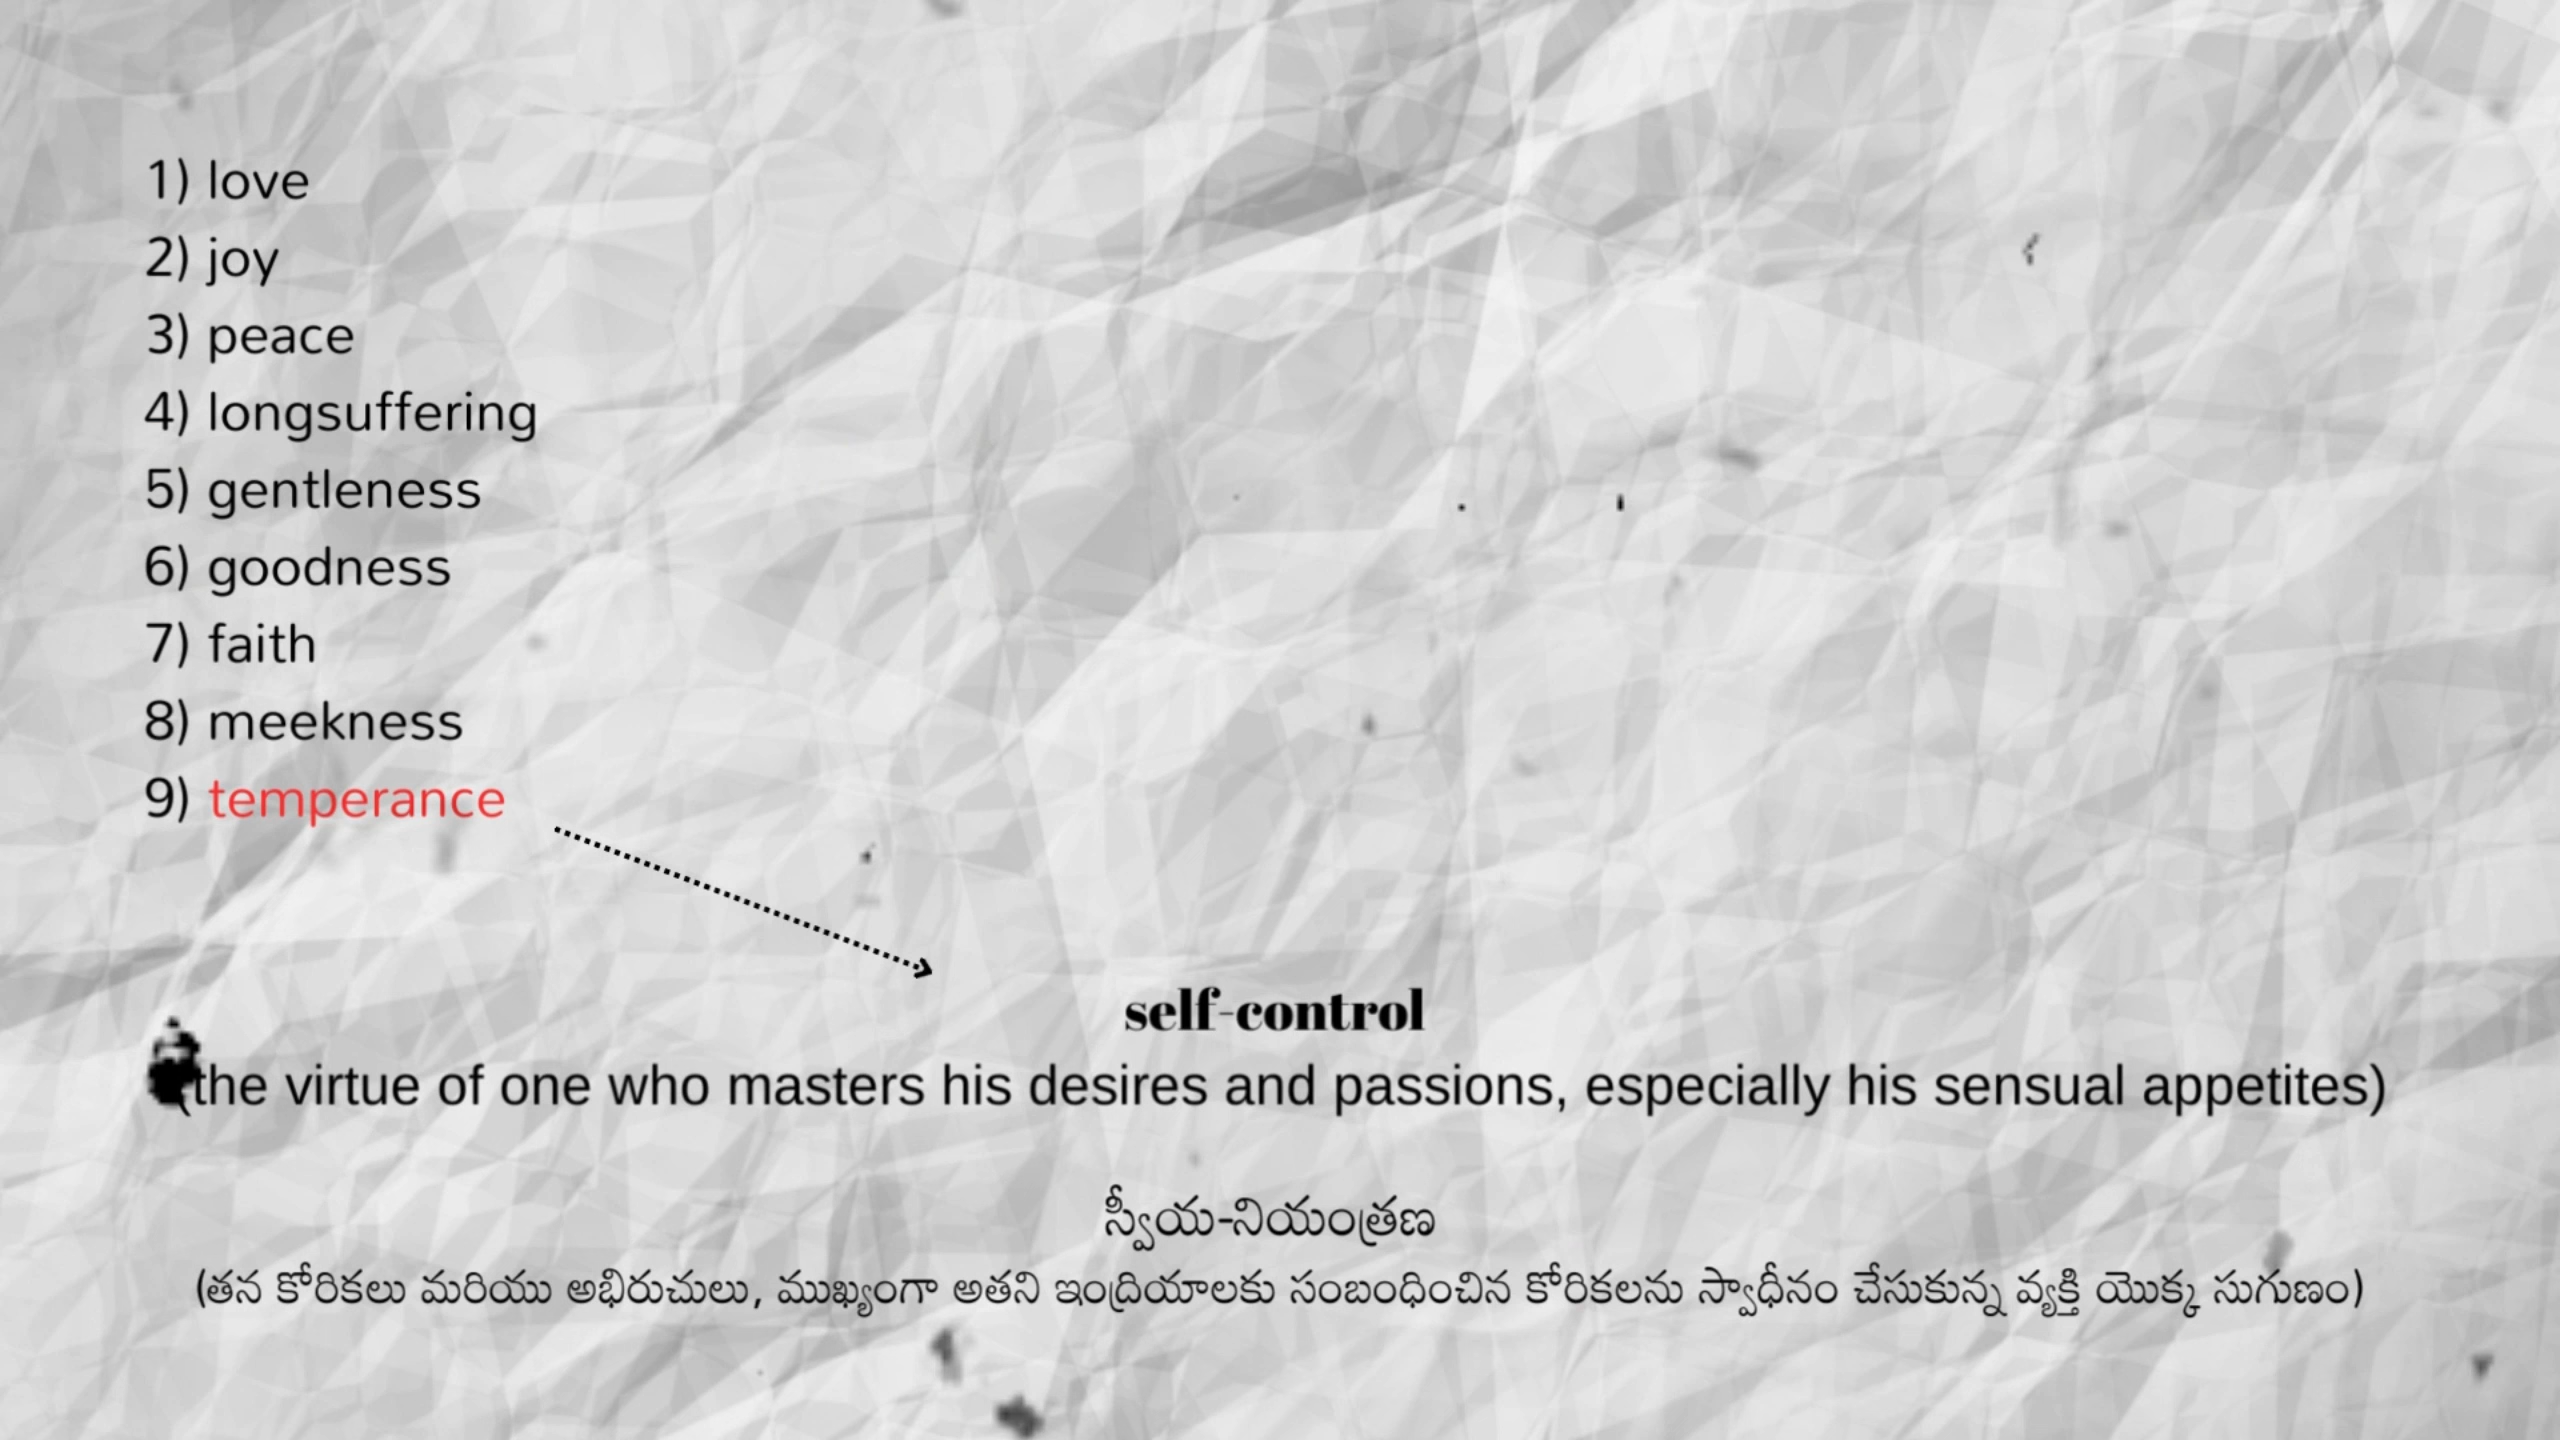 1) love
2) joy
3) peace
4) longsuffering
5) gentleness
6) goodness
7) faith
8) meekness
9) temperance
self-control
(the virtue of one who masters his desires and passions, especially his sensual appetites)
స్వీయ-నియంత్రణ
(తన కోరికలు మరియు అభిరుచులు, ముఖ్యంగా అతని ఇంద్రియాలకు సంబంధించిన కోరికలను స్వాధీనం చేసుకున్న వ్యక్తి యొక్క సుగుణం)